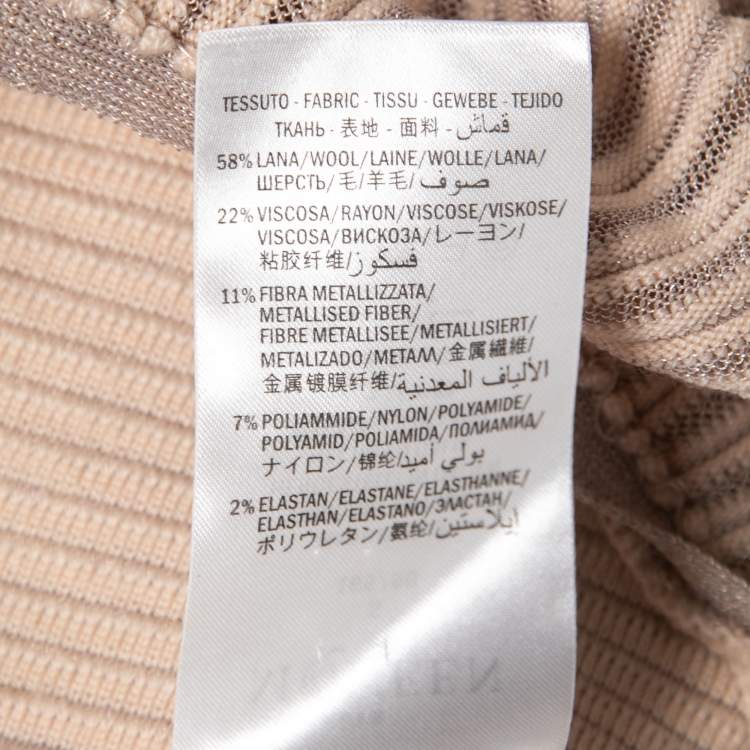 TESSUTO - FABRIC - TISSU - GEWEBE - TEJIDO
ТКАНЬ - 表地 - 面料 - قماش
58% LANA/WOOL/LAINE/WOLLE/LANA/
ШЕРСТЬ/毛/羊毛/صوف
22% VISCOSA/RAYON/VISCOSE/VISKOSE/
VISCOSA/ВИСКОЗА/レーヨン/
粘胶纤维/فسكوز
11% FIBRA METALLIZZATA/
METALLISED FIBER/
FIBRE METALLISEE/METALLISIERT/
METALIZADO/МЕТАЛЛ/金属繊維/
金属镀膜纤维/الألياف المعدنية
7% POLIAMMIDE/NYLON/POLYAMIDE/
POLYAMID/POLIAMIDA/ПОЛИАМИД/
ナイロン/锦纶/بولي أميد
2% ELASTAN/ELASTANE/ELASTHANNE/
ELASTHAN/ELASTANO/ЭЛАСТАН/
ポリウレタン/氨纶/إيلاستين